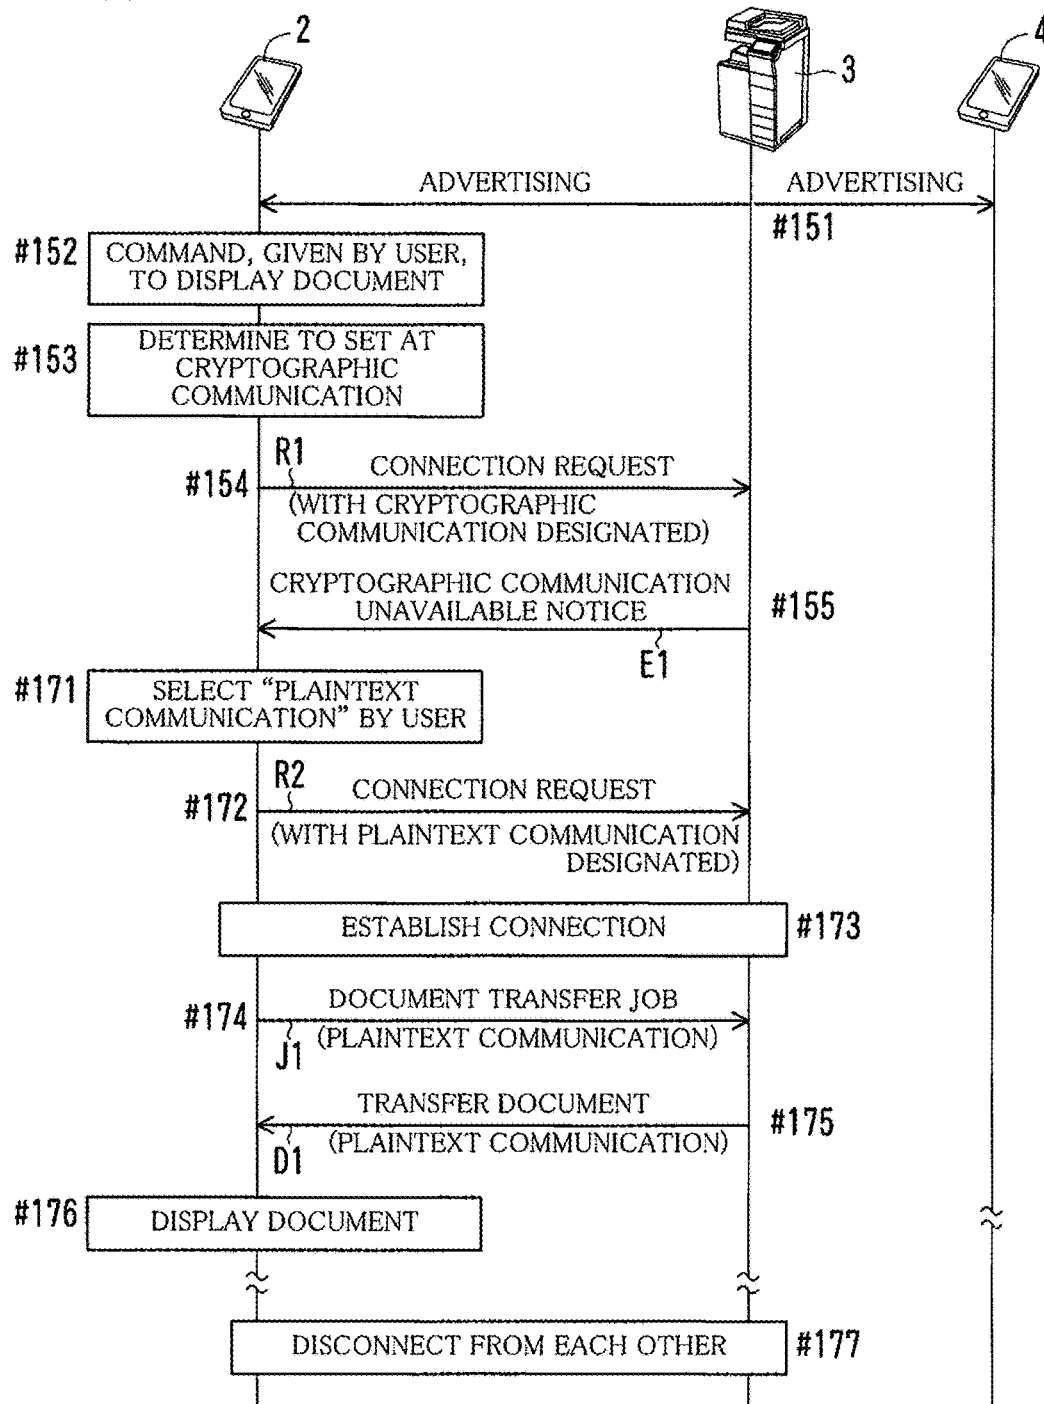 2
3
4
ADVERTISING
ADVERTISING
#151
#152
COMMAND, GIVEN BY USER,
TO DISPLAY DOCUMENT
#153
DETERMINE TO SET AT
CRYPTOGRAPHIC
COMMUNICATION
R1
CONNECTION REQUEST
#154
(WITH CRYPTOGRAPHIC
COMMUNICATION DESIGNATED)
CRYPTOGRAPHIC COMMUNICATION
UNAVAILABLE NOTICE
#155
E1
#171
SELECT “PLAINTEXT
COMMUNICATION” BY USER
R2
CONNECTION REQUEST
#172
(WITH PLAINTEXT COMMUNICATION
DESIGNATED)
ESTABLISH CONNECTION
#173
DOCUMENT TRANSFER JOB
#174
(PLAINTEXT COMMUNICATION)
J1
TRANSFER DOCUMENT
#175
(PLAINTEXT COMMUNICATION)
D1
#176
DISPLAY DOCUMENT
DISCONNECT FROM EACH OTHER
#177